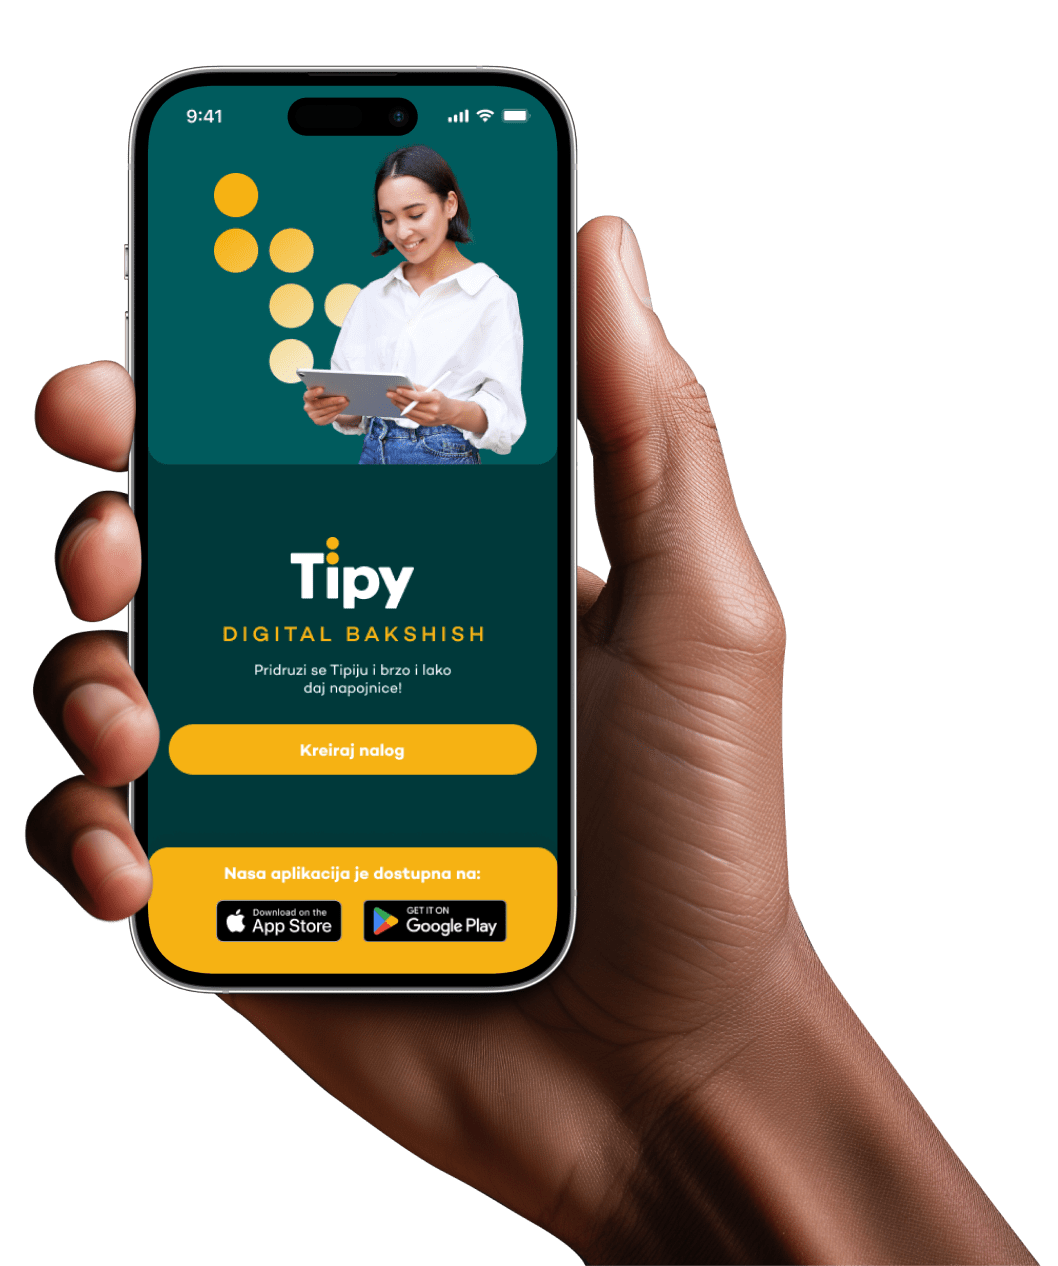 9:41
Tipy
DIGITAL BAKSHISH
Pridruzi se Tipiju i brzo i lako
daj napojnice!
Kreiraj nalog
Nasa aplikacija je dostupna na:
Download on the
App Store
GET IT ON
Google Play